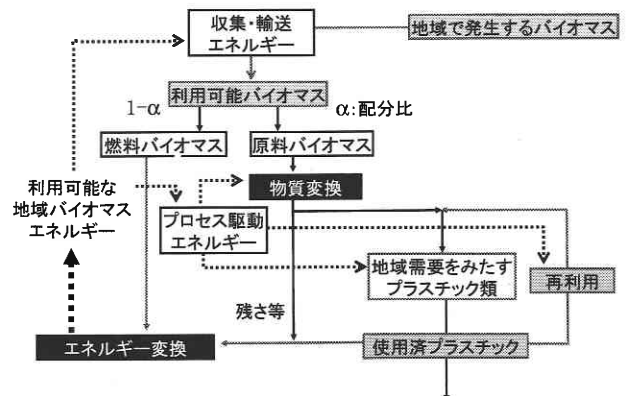 収集・輸送
エネルギー
地域で発生するバイオマス
利用可能バイオマス
1-α
α:配分比
燃料バイオマス
原料バイオマス
物質変換
利用可能な
地域バイオマス
エネルギー
プロセス駆動
エネルギー
地域需要をみたす
プラスチック類
再利用
残さ等
エネルギー変換
使用済プラスチック